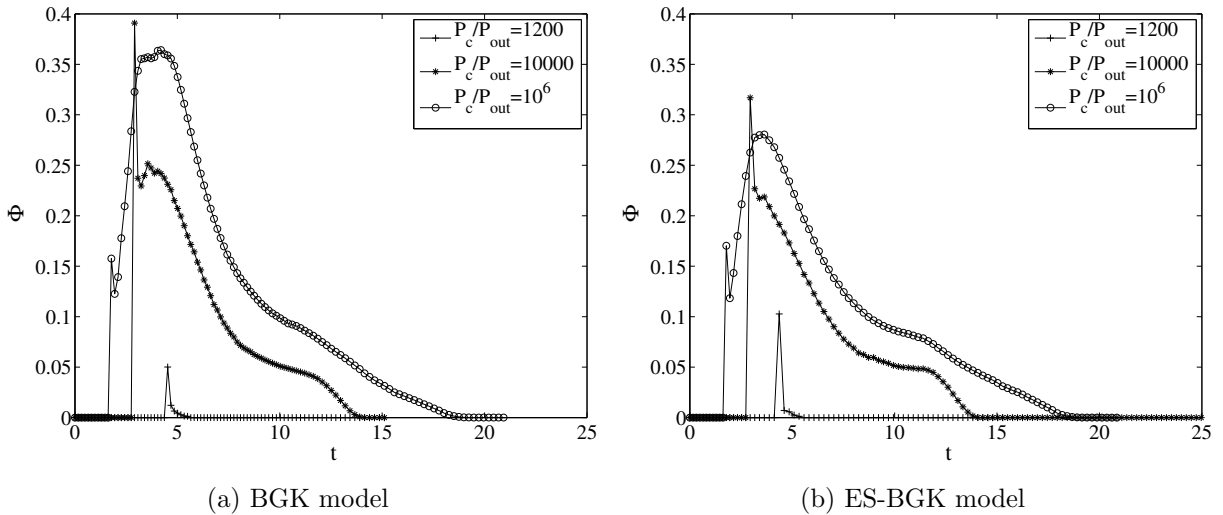 0.4
0.35
0.3
0.25
0.2
0.15
0.1
0.05
0
Φ
0 5 10 15 20 25
t
P_c/P_out=1200
P_c/P_out=10000
P_c/P_out=10^6
(a) BGK model
0.4
0.35
0.3
0.25
0.2
0.15
0.1
0.05
0
Φ
0 5 10 15 20 25
t
P_c/P_out=1200
P_c/P_out=10000
P_c/P_out=10^6
(b) ES-BGK model